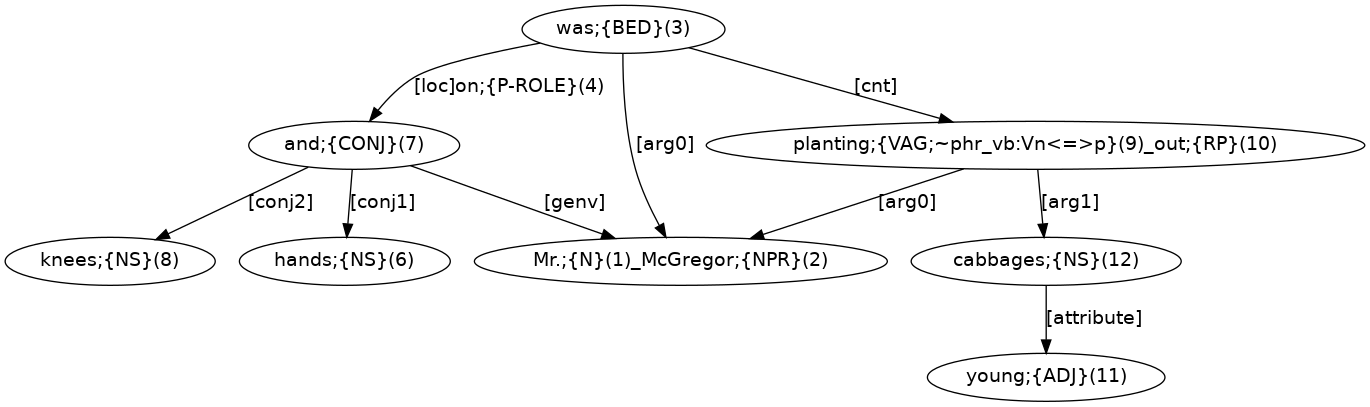 was;{BED}(3)
[loc]on;{P-ROLE}(4)
[cnt]
and;{CONJ}(7)
[arg0]
planting;{VAG;~phr_vb:Vn<=>p}(9)_out;{RP}(10)
[conj2]
[conj1]
[genv]
[arg0]
[arg1]
knees;{NS}(8)
hands;{NS}(6)
Mr.;{N}(1)_McGregor;{NPR}(2)
cabbages;{NS}(12)
[attribute]
young;{ADJ}(11)